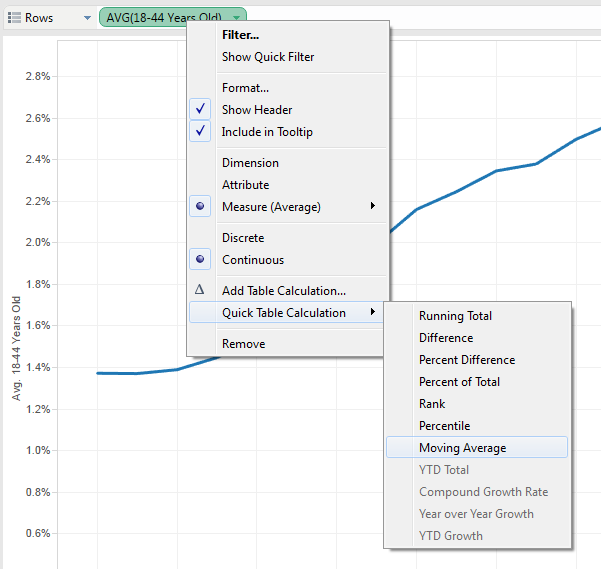 Rows
AVG(18-44 Years Old)
Filter...
Show Quick Filter
Format...
Show Header
Include in Tooltip
Dimension
Attribute
Measure (Average)
Discrete
Continuous
Δ Add Table Calculation...
Quick Table Calculation
Remove
Running Total
Difference
Percent Difference
Percent of Total
Rank
Percentile
Moving Average
YTD Total
Compound Growth Rate
Year over Year Growth
YTD Growth
Avg. 18-44 Years Old
2.8%
2.6%
2.4%
2.2%
2.0%
1.8%
1.6%
1.4%
1.2%
1.0%
0.8%
0.6%